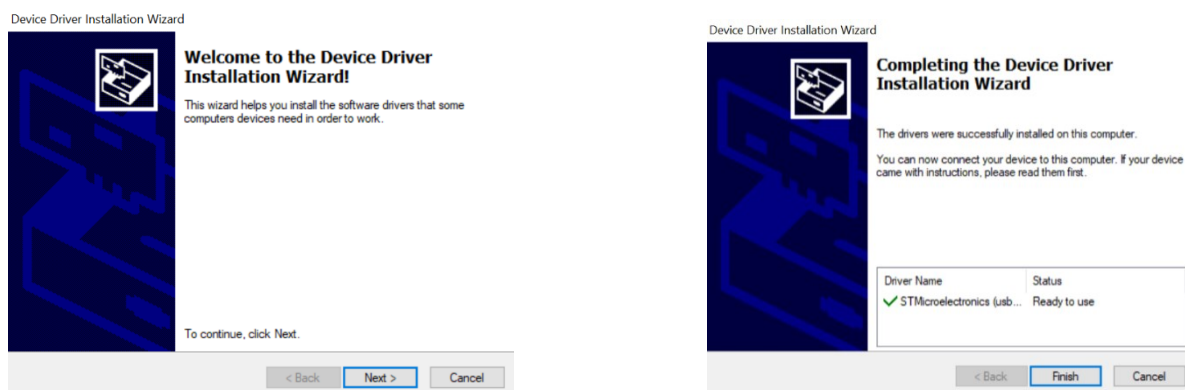 Device Driver Installation Wizard
Welcome to the Device Driver
Installation Wizard!
This wizard helps you install the software drivers that some
computers devices need in order to work.
To continue, click Next.
< Back
Next >
Cancel
Device Driver Installation Wizard
Completing the Device Driver
Installation Wizard
The drivers were successfully installed on this computer.
You can now connect your device to this computer. If your device
came with instructions, please read them first.
Driver Name Status
STMicroelectronics (usb... Ready to use
< Back
Finish
Cancel